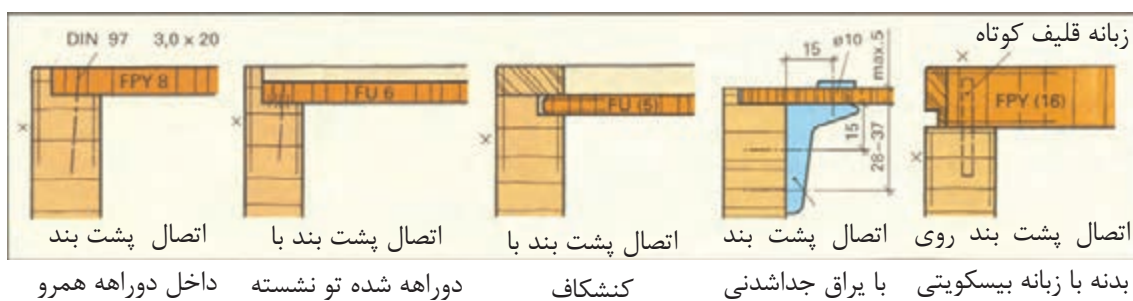 زبانه قلیف کوتاه
DIN 97 3,0 x 20
FPY 8
FU 6
FU (5)
15
ø10
max.5
15
28–37
FPY (16)
اتصال پشت بند روی
بدنه با زبانه بیسکویتی
اتصال پشت بند
با یراق جداشدنی
اتصال پشت بند با
کنشکاف
اتصال پشت بند با
دوراهه شده تو نشسته
اتصال پشت بند
داخل دوراهه همرو